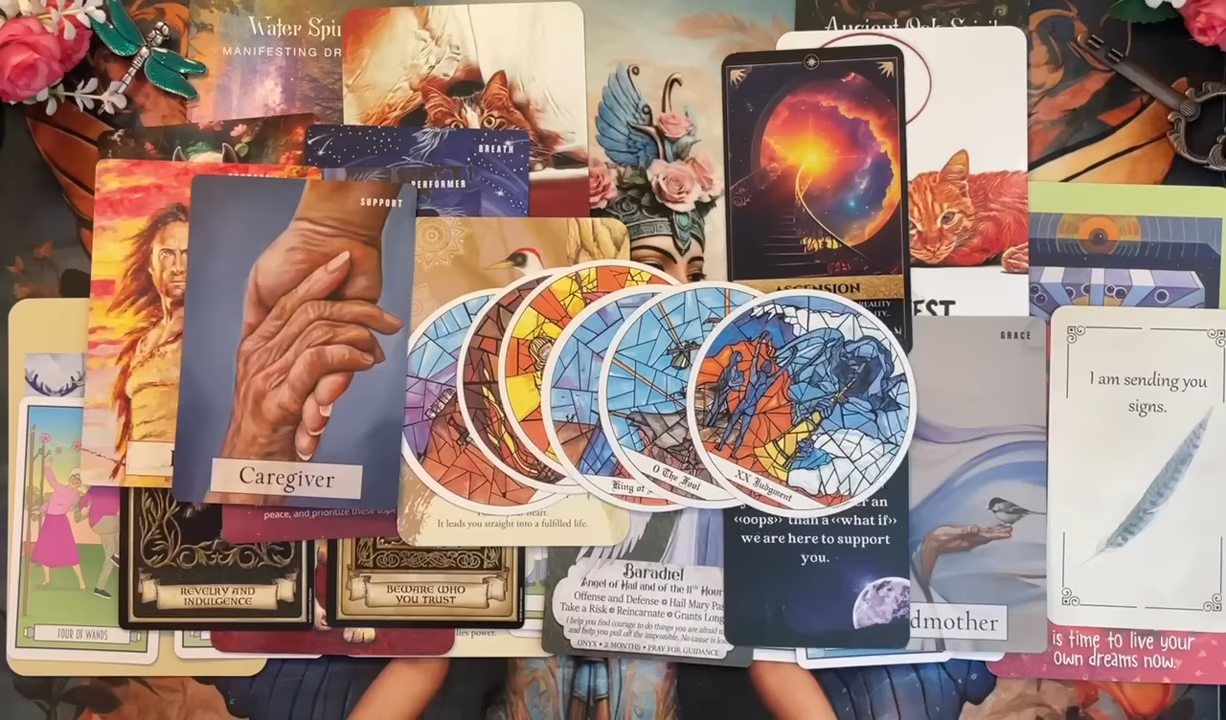 Water Spi
MANIFESTING DR
Ancient Oak Spirit
BREATH
PERFORMER
SUPPORT
ASCENSION
REALITY
EST
GRACE
I am sending you
signs.
Caregiver
King of
0 The Fool
XX Judgment
peace, and prioritize these
heart.
It leads you straight into a fulfilled life.
an
‹‹oops›› than a ‹‹what if››
we are here to support
you.
REVELRY AND
INDULGENCE
BEWARE WHO
YOU TRUST
FOUR OF WANDS
Baradiel
Angel of Hail and of the 11th Hour
Offense and Defense • Hail Mary Pas
Take a Risk • Reincarnate • Grants Long
I help you find courage to do things you are afraid
and help you pull off the impossible. No cause is
ONYX • 2 MONTHS • PRAY FOR GUIDANCE
lies power.
dmother
is time to live your
own dreams now.